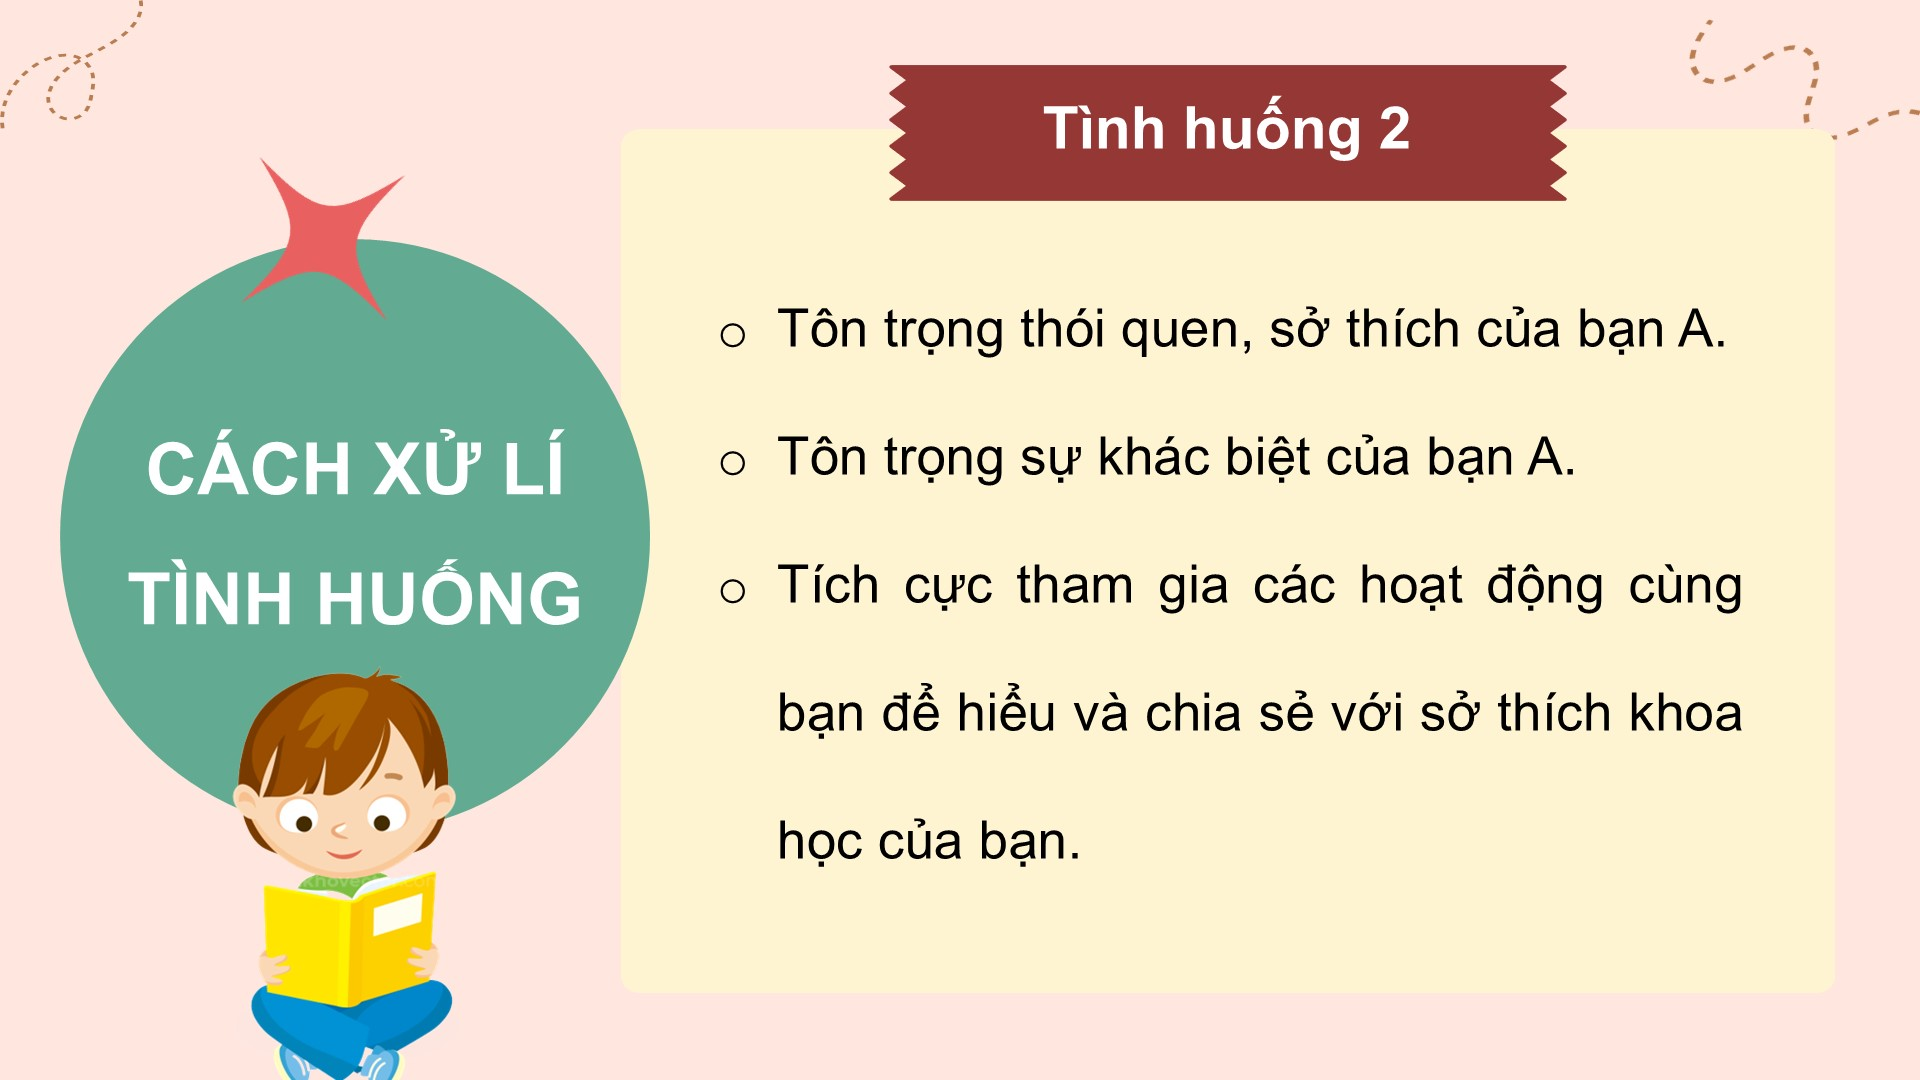 Tình huống 2
CÁCH XỬ LÍ
TÌNH HUỐNG
o Tôn trọng thói quen, sở thích của bạn A.
o Tôn trọng sự khác biệt của bạn A.
o Tích cực tham gia các hoạt động cùng
bạn để hiểu và chia sẻ với sở thích khoa
học của bạn.